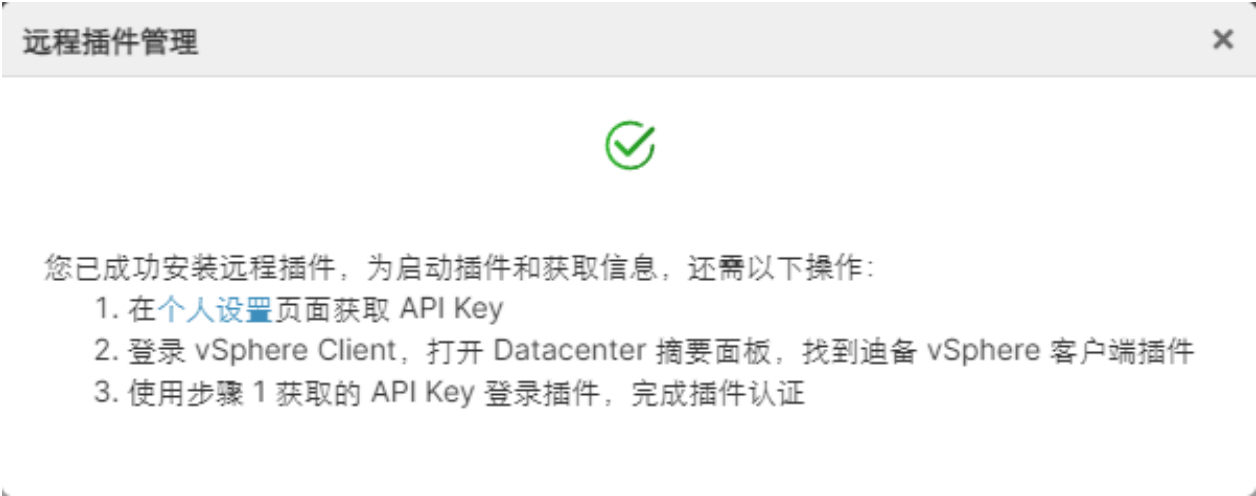 远程插件管理
您已成功安装远程插件，为启动插件和获取信息，还需以下操作：
1. 在个人设置页面获取 API Key
2. 登录 vSphere Client，打开 Datacenter 摘要面板，找到迪备 vSphere 客户端插件
3. 使用步骤 1 获取的 API Key 登录插件，完成插件认证